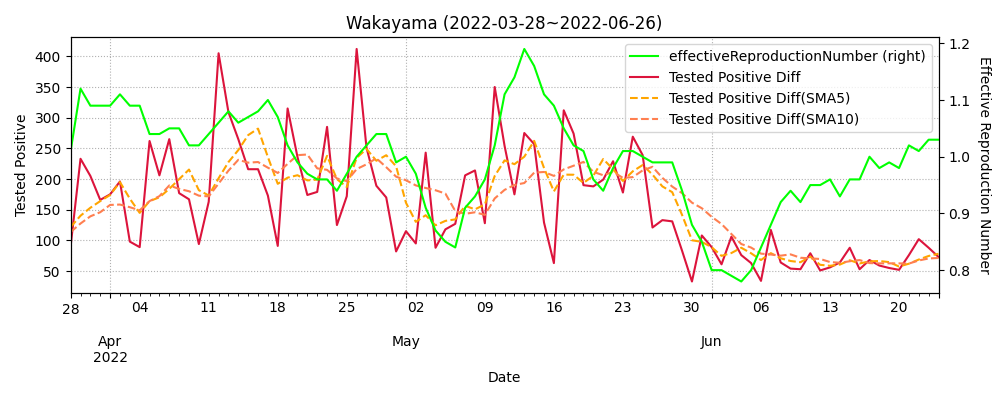 Wakayama (2022-03-28~2022-06-26)
effectiveReproductionNumber (right)
Tested Positive Diff
Tested Positive Diff(SMA5)
Tested Positive Diff(SMA10)
Tested Positive
400
350
300
250
200
150
100
50
Effective Reproduction Number
1.2
1.1
1.0
0.9
0.8
28 04 11 18 25 02 09 16 23 30 06 13 20
Apr May Jun
2022
Date